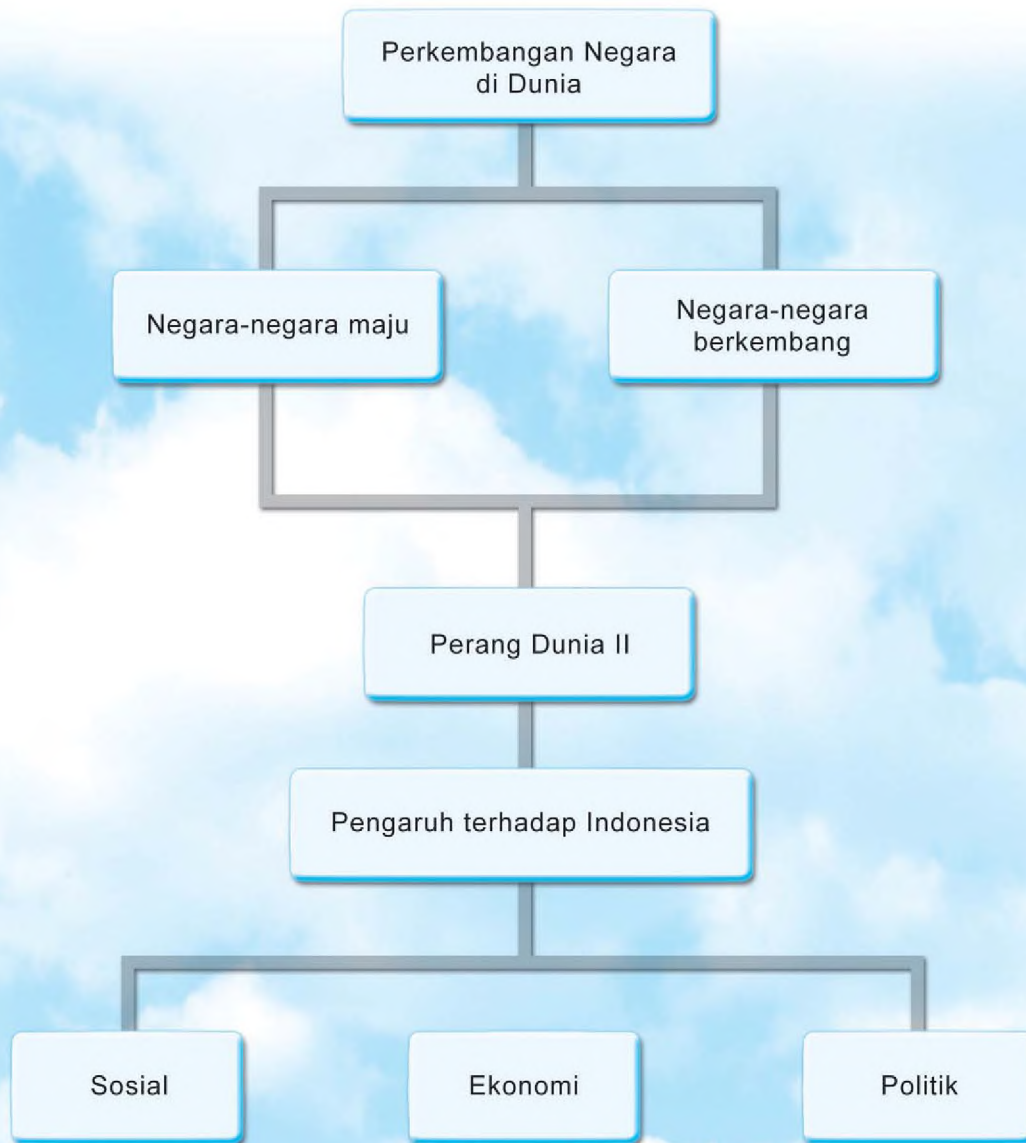 Perkembangan Negara
di Dunia
Negara-negara maju
Negara-negara
berkembang
Perang Dunia II
Pengaruh terhadap Indonesia
Sosial
Ekonomi
Politik